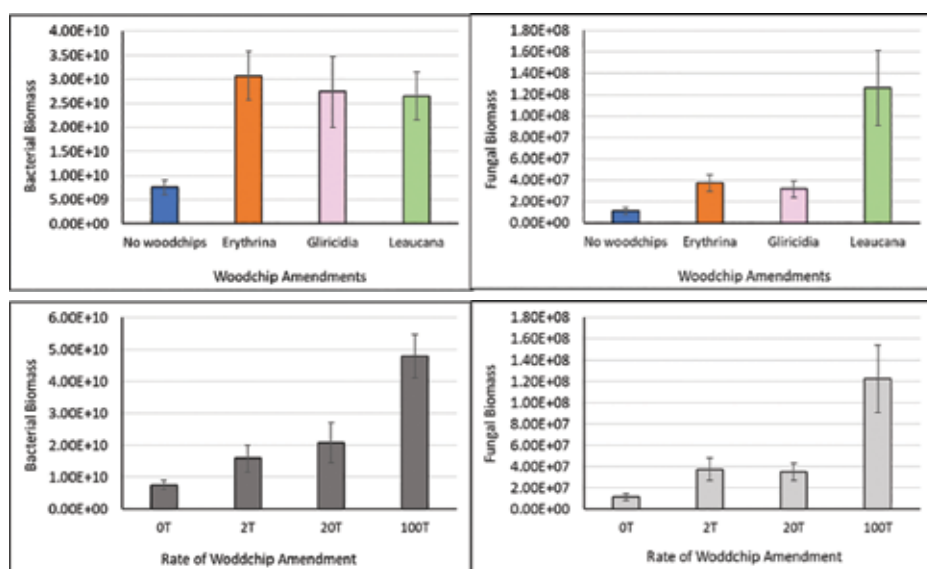 4.00E+10
3.50E+10
3.00E+10
2.50E+10
2.00E+10
1.50E+10
1.00E+10
5.00E+09
0.00E+00
Bacterial Biomass
No woodchips Erythrina Gliricidia Leaucana
Woodchip Amendments
1.80E+08
1.60E+08
1.40E+08
1.20E+08
1.00E+08
8.00E+07
6.00E+07
4.00E+07
2.00E+07
0.00E+00
Fungal Biomass
No woodchips Erythrina Gliricidia Leaucana
Woodchip Amendments
6.00E+10
5.00E+10
4.00E+10
3.00E+10
2.00E+10
1.00E+10
0.00E+00
Bacterial Biomass
0T 2T 20T 100T
Rate of Woddchip Amendment
1.80E+08
1.60E+08
1.40E+08
1.20E+08
1.00E+08
8.00E+07
6.00E+07
4.00E+07
2.00E+07
0.00E+00
Fungal Biomass
0T 2T 20T 100T
Rate of Woddchip Amendment